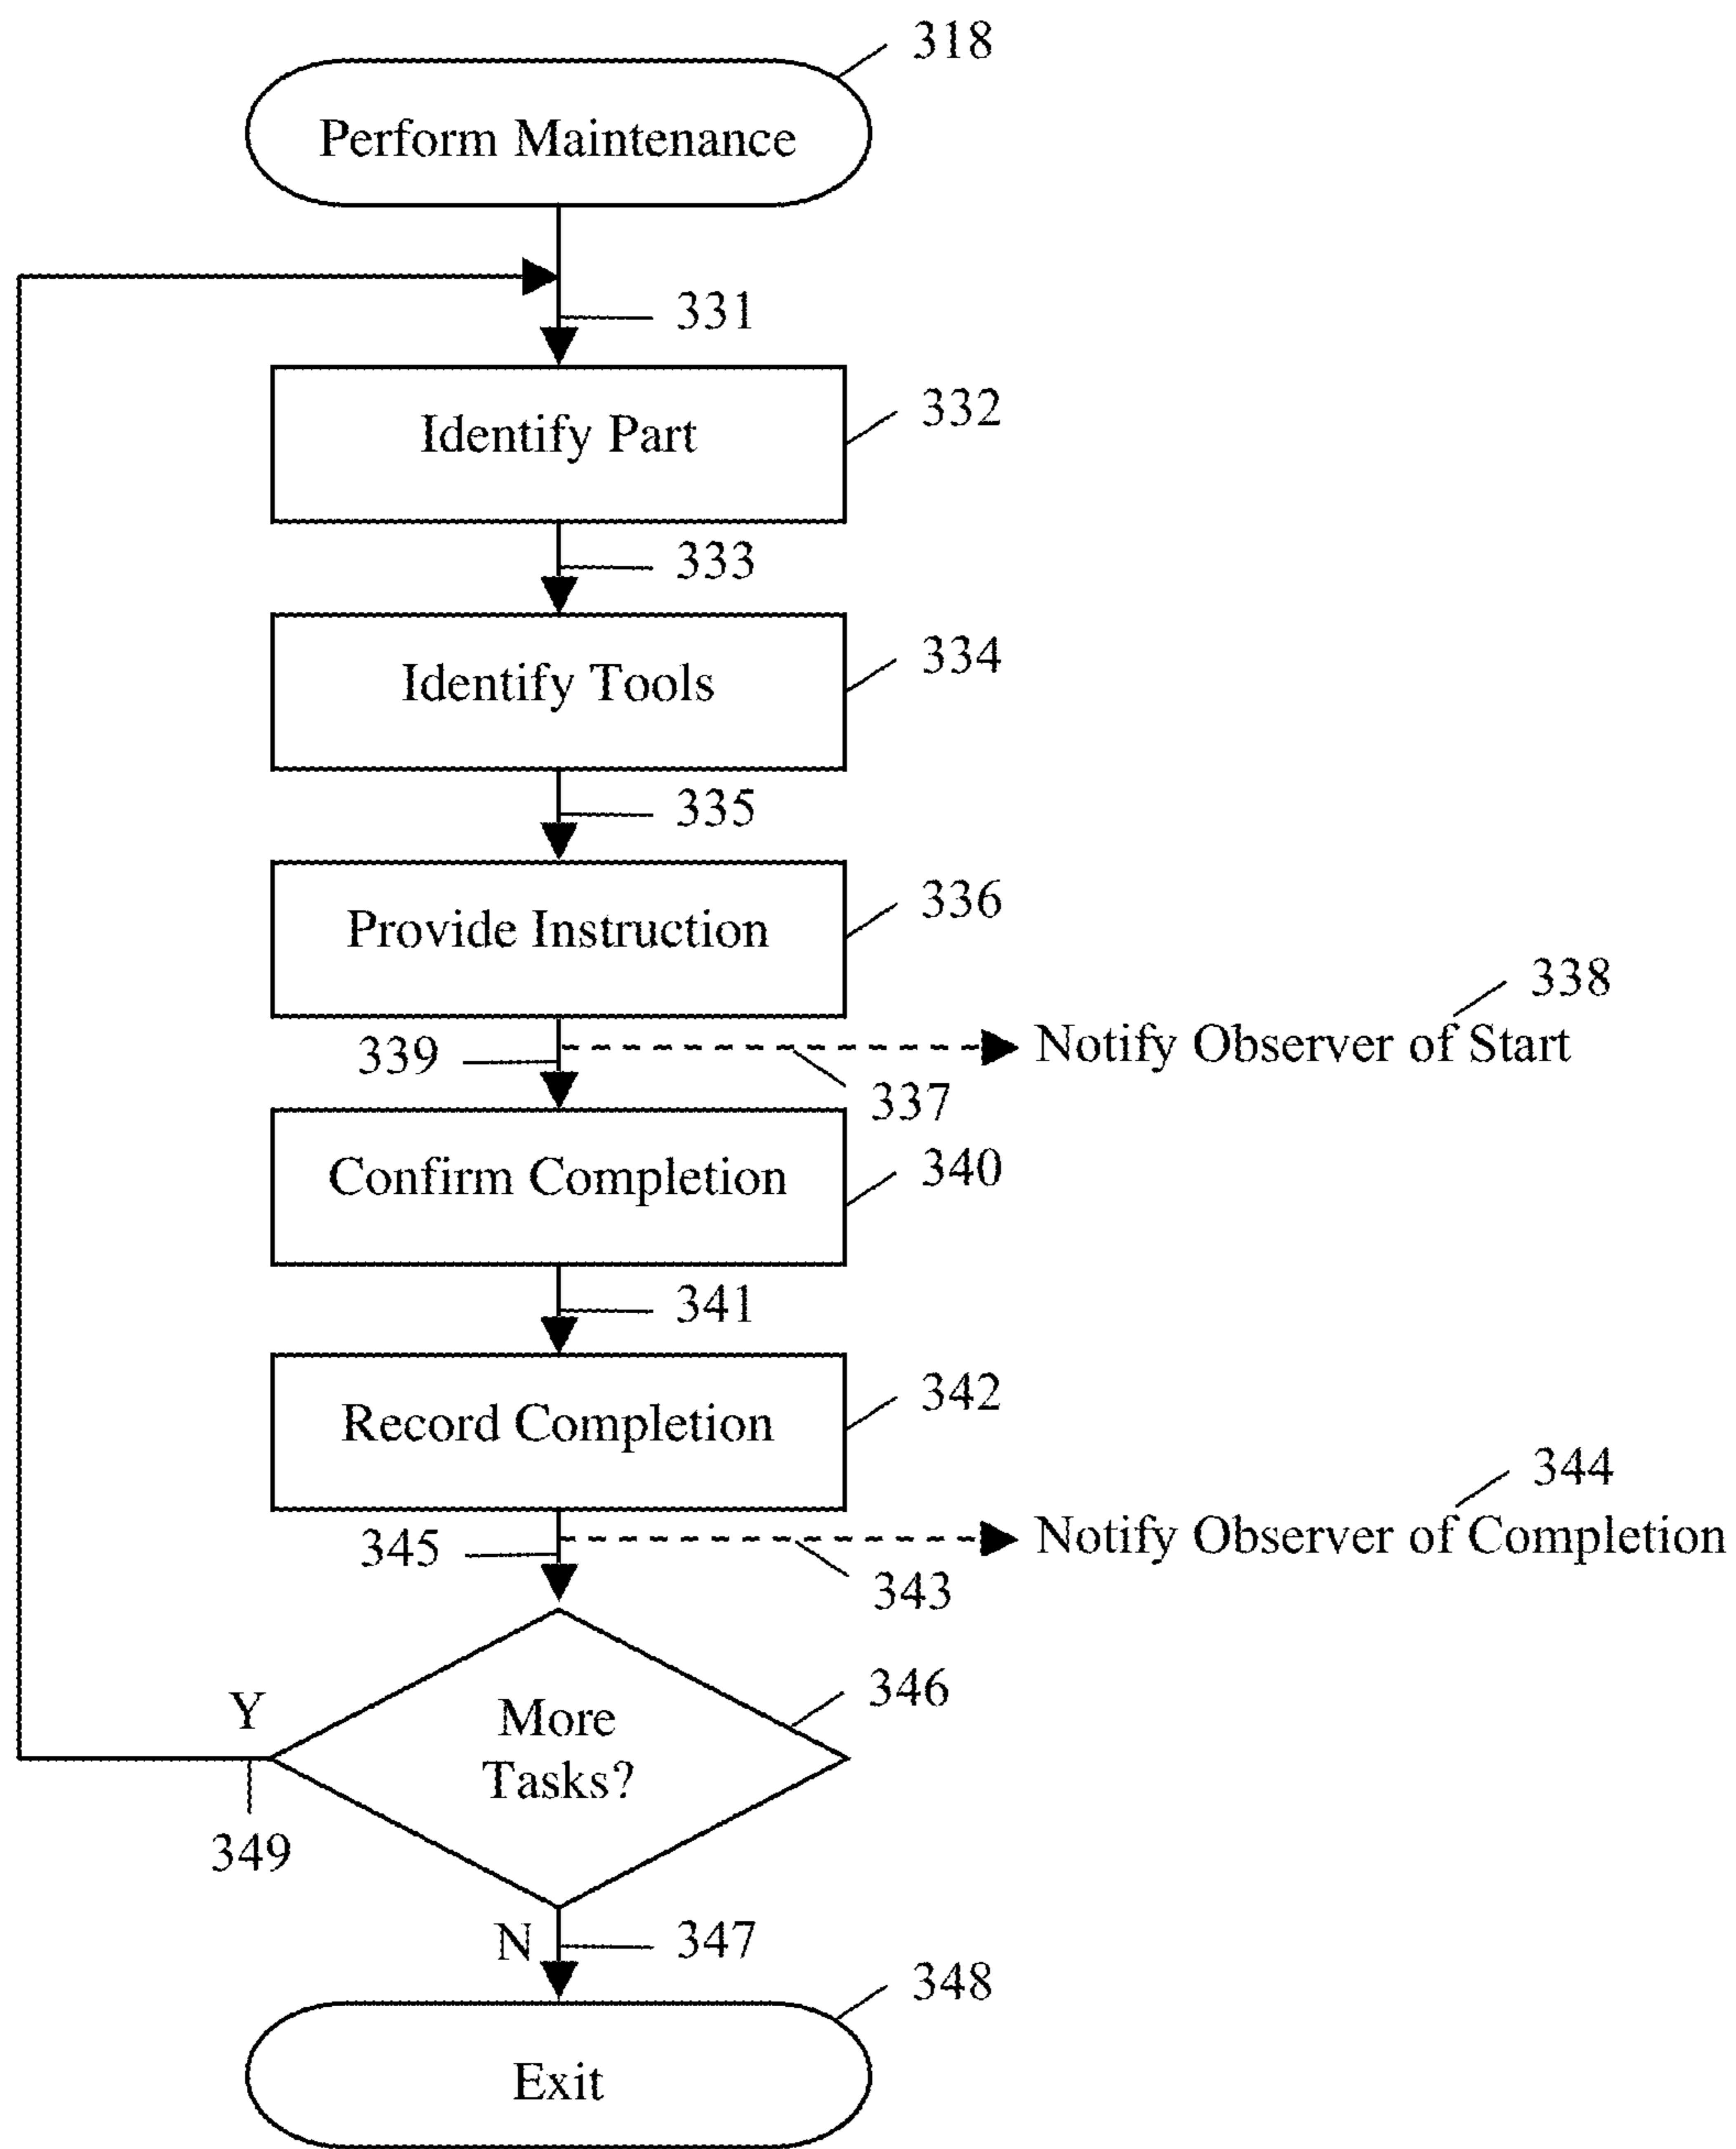 318
Perform Maintenance
331
Identify Part
332
333
Identify Tools
334
335
Provide Instruction
336
338
339
Notify Observer of Start
337
Confirm Completion
340
341
Record Completion
342
344
345
Notify Observer of Completion
343
346
Y
More
Tasks?
349
N
347
348
Exit